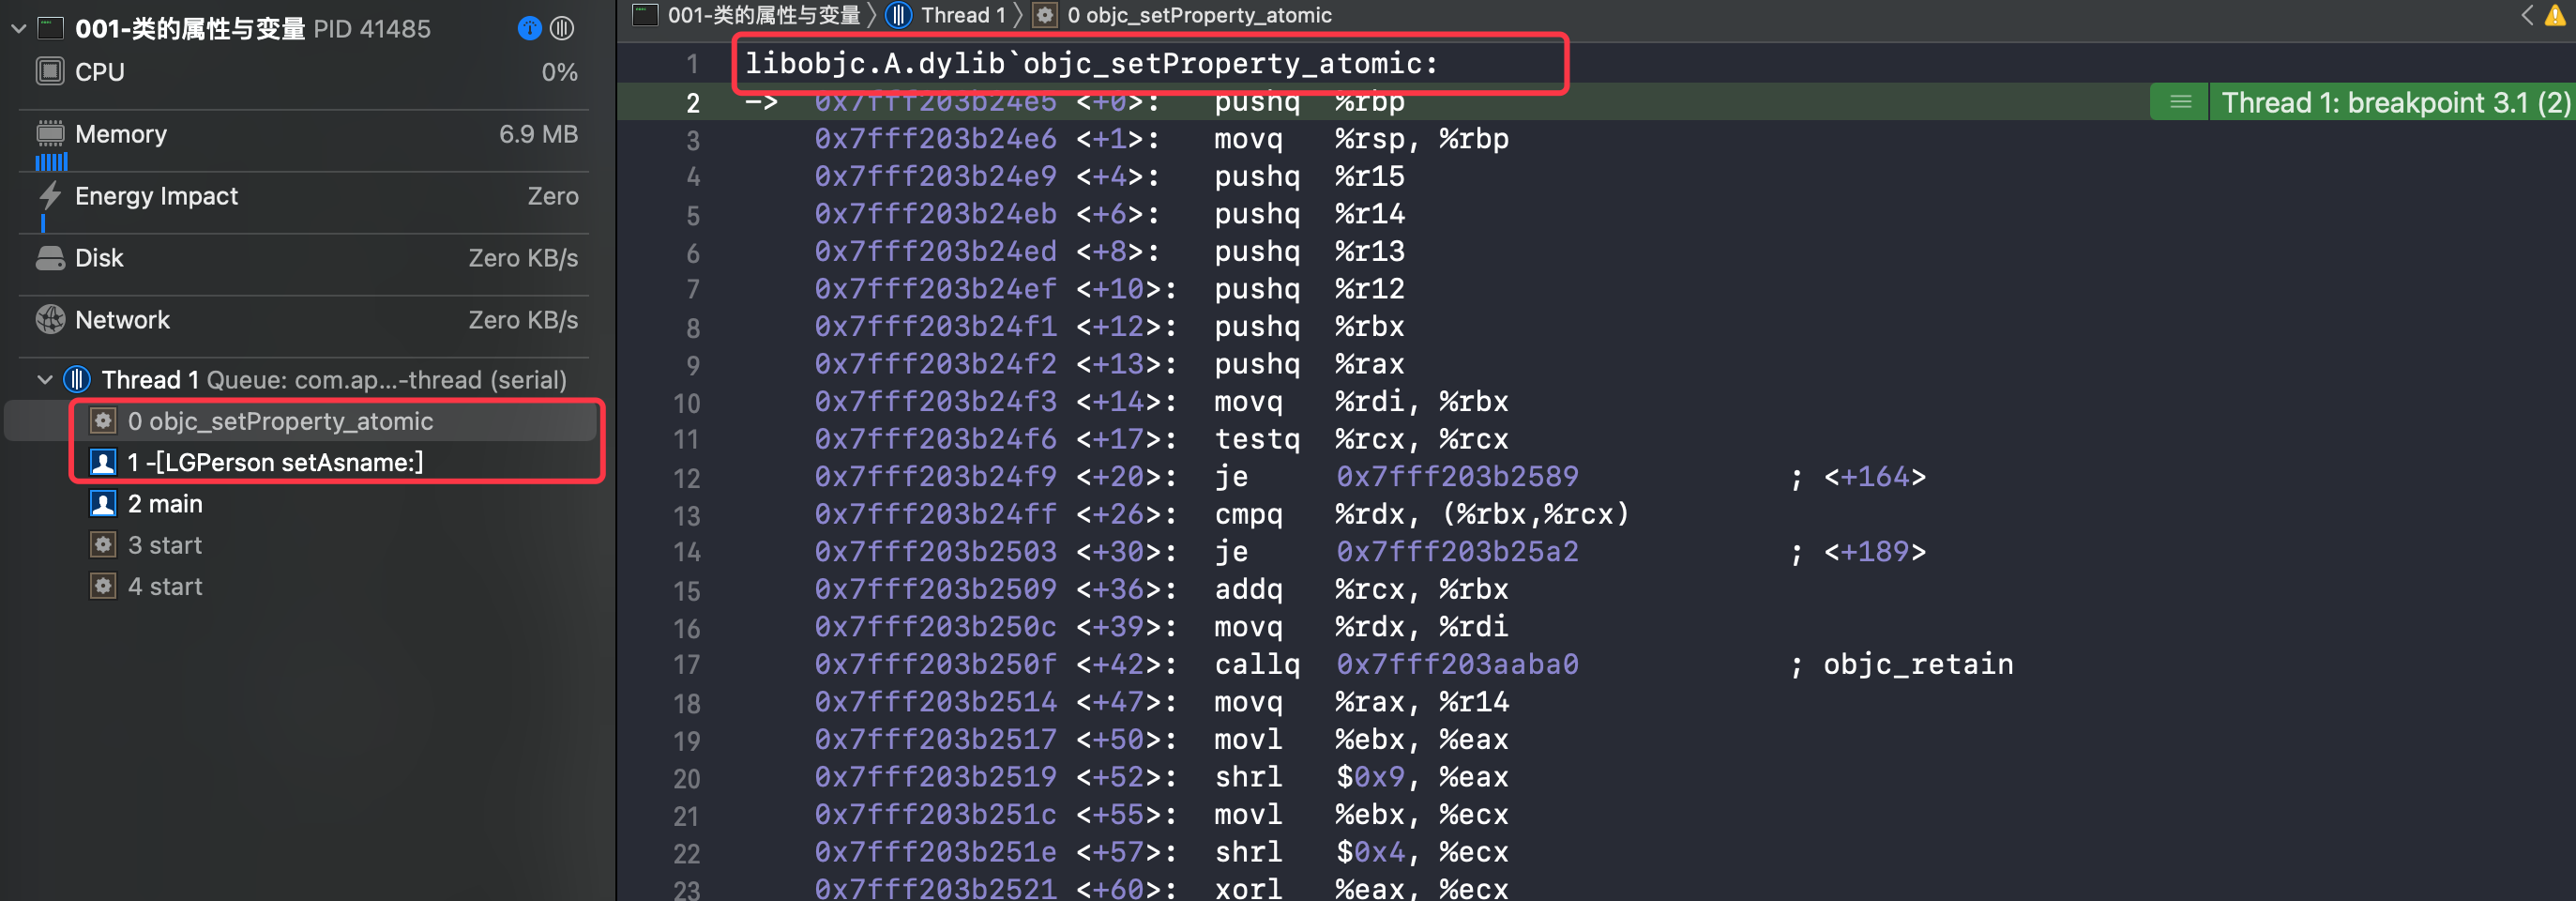 001-类的属性与变量 PID 41485
CPU 0%
Memory 6.9 MB
Energy Impact Zero
Disk Zero KB/s
Network Zero KB/s
Thread 1 Queue: com.ap...-thread (serial)
0 objc_setProperty_atomic
1 -[LGPerson setAsname:]
2 main
3 start
4 start
001-类的属性与变量 〉 Thread 1 〉 0 objc_setProperty_atomic
1 libobjc.A.dylib`objc_setProperty_atomic:
2 -> 0x7fff203b24e5 <+0>: pushq %rbp Thread 1: breakpoint 3.1 (2)
3 0x7fff203b24e6 <+1>: movq %rsp, %rbp
4 0x7fff203b24e9 <+4>: pushq %r15
5 0x7fff203b24eb <+6>: pushq %r14
6 0x7fff203b24ed <+8>: pushq %r13
7 0x7fff203b24ef <+10>: pushq %r12
8 0x7fff203b24f1 <+12>: pushq %rbx
9 0x7fff203b24f2 <+13>: pushq %rax
10 0x7fff203b24f3 <+14>: movq %rdi, %rbx
11 0x7fff203b24f6 <+17>: testq %rcx, %rcx
12 0x7fff203b24f9 <+20>: je 0x7fff203b2589 ; <+164>
13 0x7fff203b24ff <+26>: cmpq %rdx, (%rbx,%rcx)
14 0x7fff203b2503 <+30>: je 0x7fff203b25a2 ; <+189>
15 0x7fff203b2509 <+36>: addq %rcx, %rbx
16 0x7fff203b250c <+39>: movq %rdx, %rdi
17 0x7fff203b250f <+42>: callq 0x7fff203aaba0 ; objc_retain
18 0x7fff203b2514 <+47>: movq %rax, %r14
19 0x7fff203b2517 <+50>: movl %ebx, %eax
20 0x7fff203b2519 <+52>: shrl $0x9, %eax
21 0x7fff203b251c <+55>: movl %ebx, %ecx
22 0x7fff203b251e <+57>: shrl $0x4, %ecx
23 0x7fff203b2521 <+60>: xorl %eax, %ecx